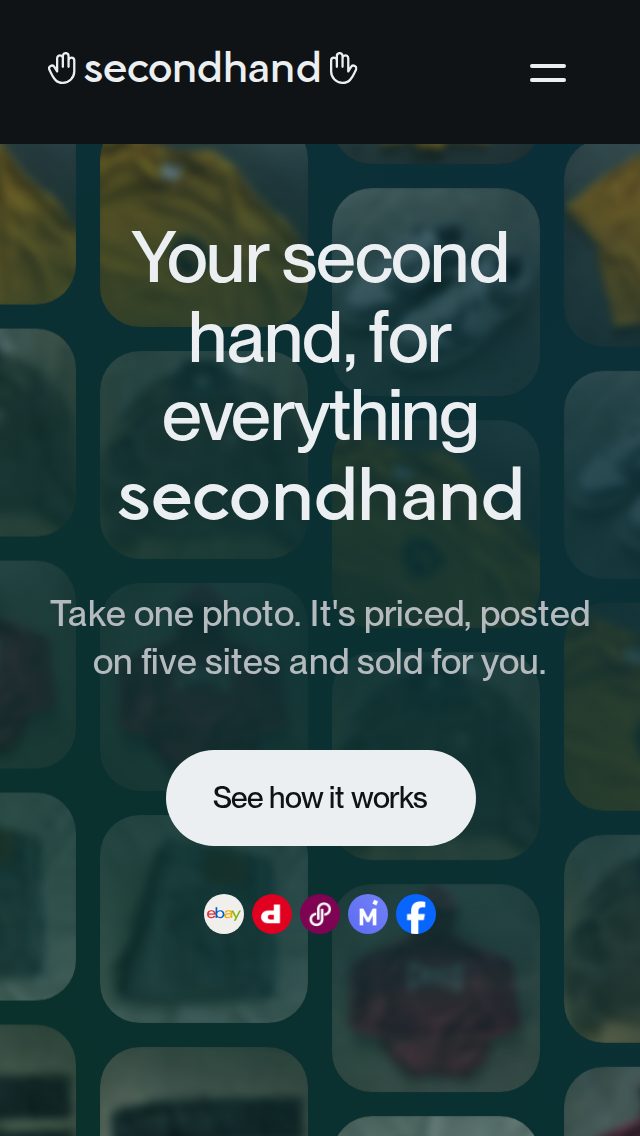 secondhand
Your second
hand, for
everything
secondhand
Take one photo. It's priced, posted
on five sites and sold for you.
See how it works
ebay d M f